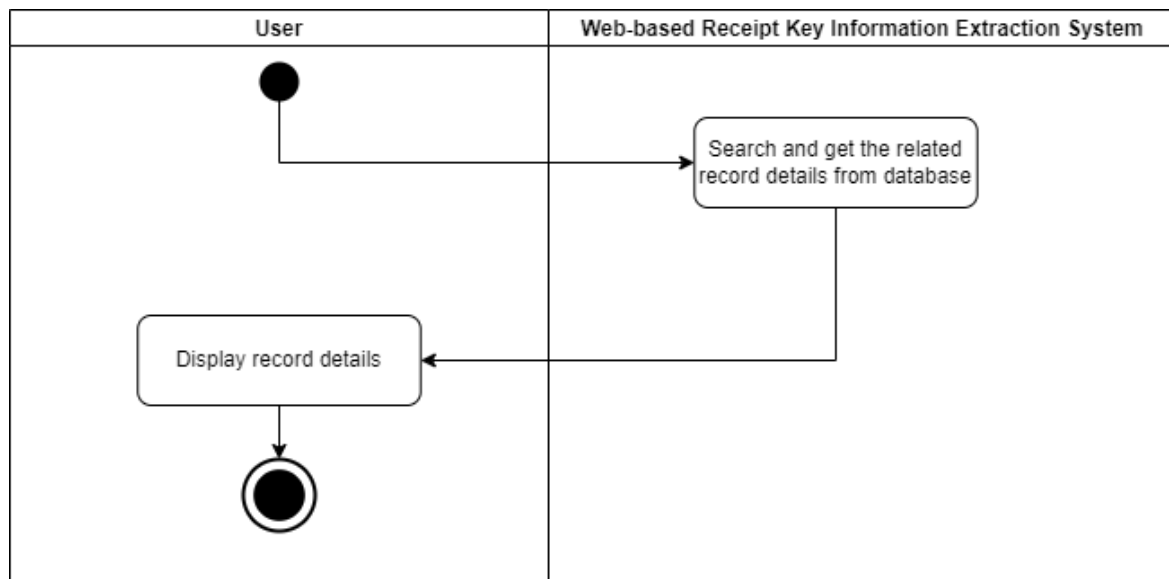 User
Web-based Receipt Key Information Extraction System
Search and get the related
record details from database
Display record details